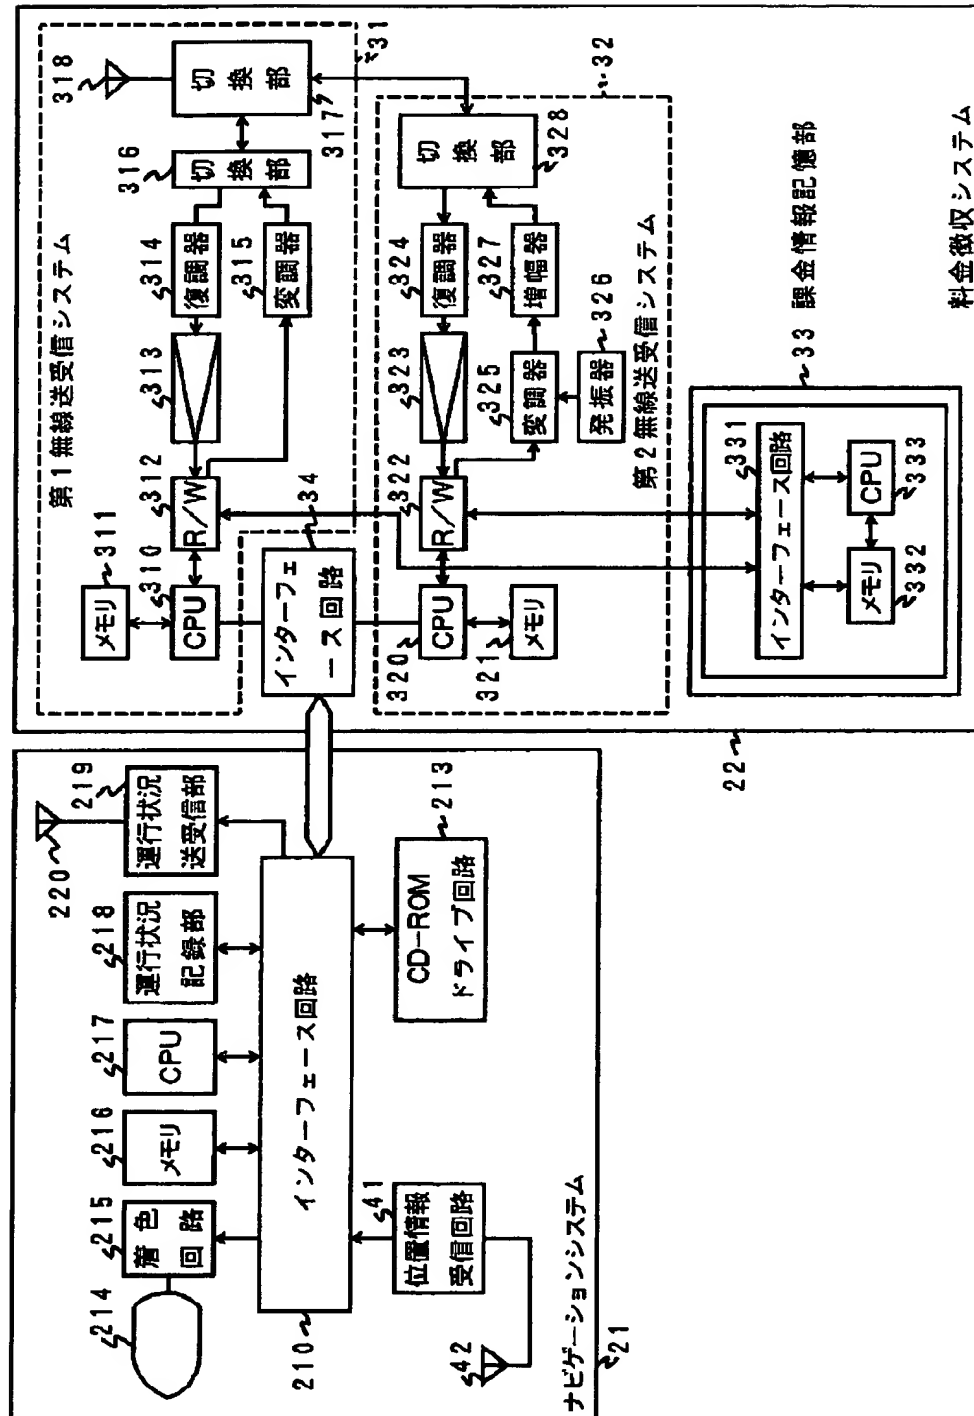 220
219
運行状況
送受信部
218
運行状況
記録部
217
CPU
216
メモリ
215
着色
回路
214
210
インターフェース回路
213
CD-ROM
ドライブ回路
41
位置情報
受信回路
42
ナビゲーションシステム
21
第1無線送受信システム
311
メモリ
310
CPU
312
R/W
313
314
復調器
315
変調器
316
切換部
317
切換部
318
31
34
インターフェ
ース回路
32
320
CPU
321
メモリ
322
R/W
323
324
復調器
325
変調器
326
発振器
327
増幅器
328
切換部
第2無線送受信システム
33 課金情報記憶部
331
インターフェース回路
332
メモリ
333
CPU
22
料金徴収システム